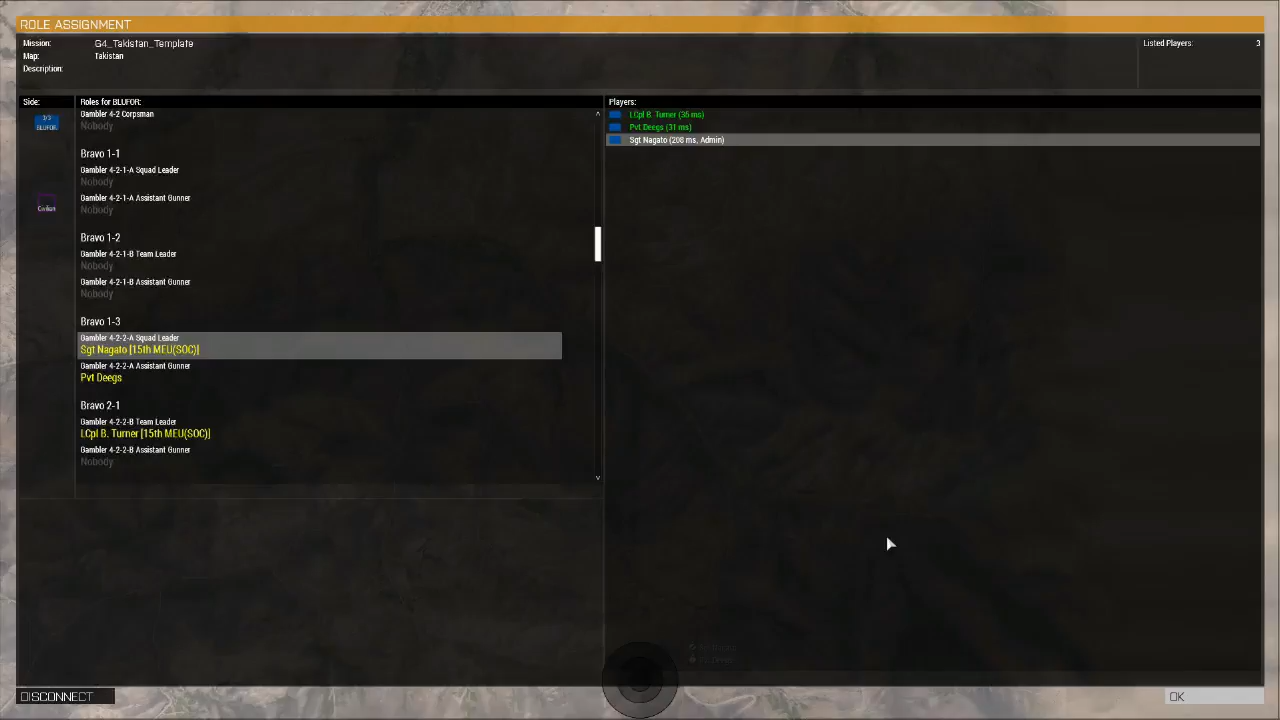 ROLE ASSIGNMENT
Mission: G4_Takistan_Template
Listed Players: 3
Map: Takistan
Description:
Side:
Roles for BLUFOR:
Players:
BLUFOR
Civilian
Gambler 4-2 Corpsman
Nobody
Bravo 1-1
Gambler 4-2-1-A Squad Leader
Nobody
Gambler 4-2-1-A Assistant Gunner
Nobody
Bravo 1-2
Gambler 4-2-1-B Team Leader
Nobody
Gambler 4-2-1-B Assistant Gunner
Nobody
Bravo 1-3
Gambler 4-2-2-A Squad Leader
Sgt Nagato [15th MEU(SOC)]
Gambler 4-2-2-A Assistant Gunner
Pvt Deegs
Bravo 2-1
Gambler 4-2-2-B Team Leader
LCpl B. Turner [15th MEU(SOC)]
Gambler 4-2-2-B Assistant Gunner
Nobody
LCpl B. Turner (35 ms)
Pvt Deegs (31 ms)
Sgt Nagato (208 ms, Admin)
DISCONNECT
OK